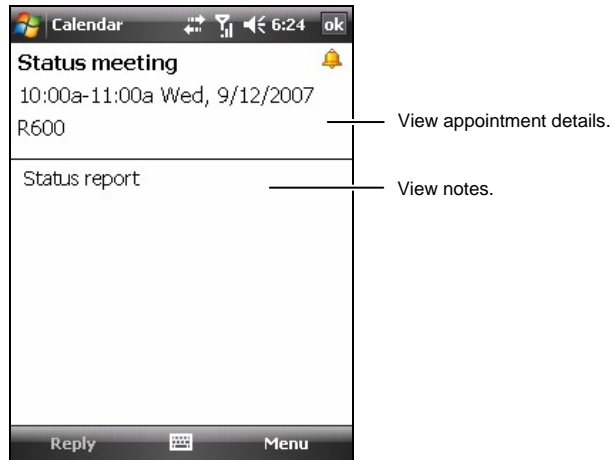 Calendar 6:24 ok
Status meeting
10:00a-11:00a Wed, 9/12/2007
R600
View appointment details.
Status report
View notes.
Reply Menu